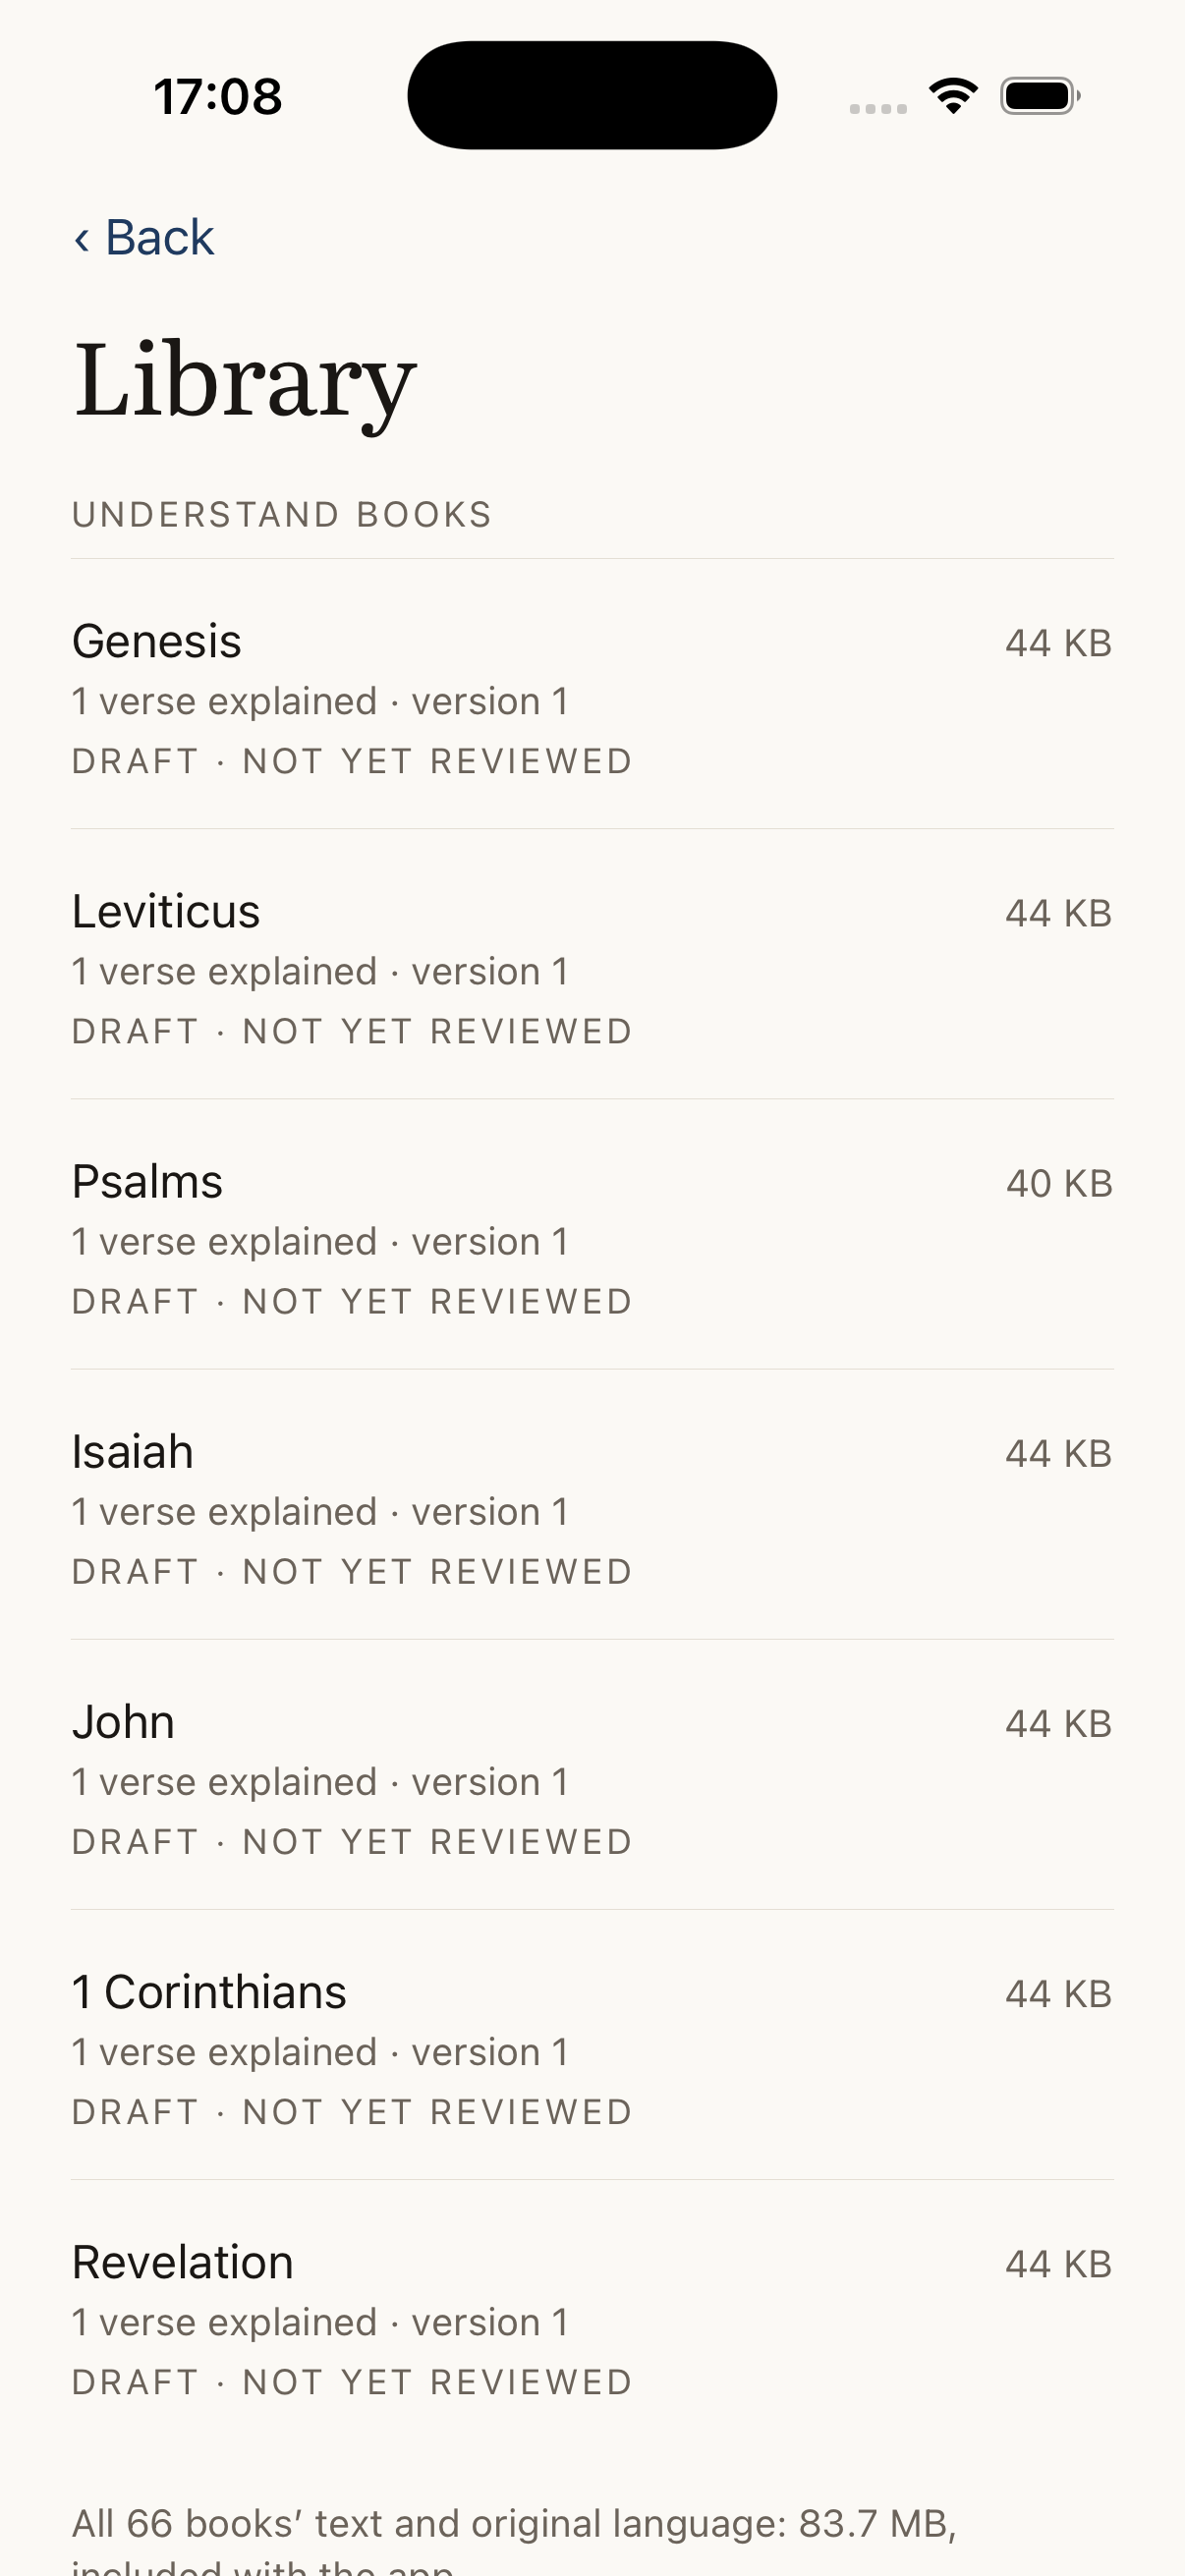 17:08
‹ Back
Library
UNDERSTAND BOOKS
Genesis 44 KB
1 verse explained · version 1
DRAFT · NOT YET REVIEWED
Leviticus 44 KB
1 verse explained · version 1
DRAFT · NOT YET REVIEWED
Psalms 40 KB
1 verse explained · version 1
DRAFT · NOT YET REVIEWED
Isaiah 44 KB
1 verse explained · version 1
DRAFT · NOT YET REVIEWED
John 44 KB
1 verse explained · version 1
DRAFT · NOT YET REVIEWED
1 Corinthians 44 KB
1 verse explained · version 1
DRAFT · NOT YET REVIEWED
Revelation 44 KB
1 verse explained · version 1
DRAFT · NOT YET REVIEWED
All 66 books’ text and original language: 83.7 MB,
included with the app